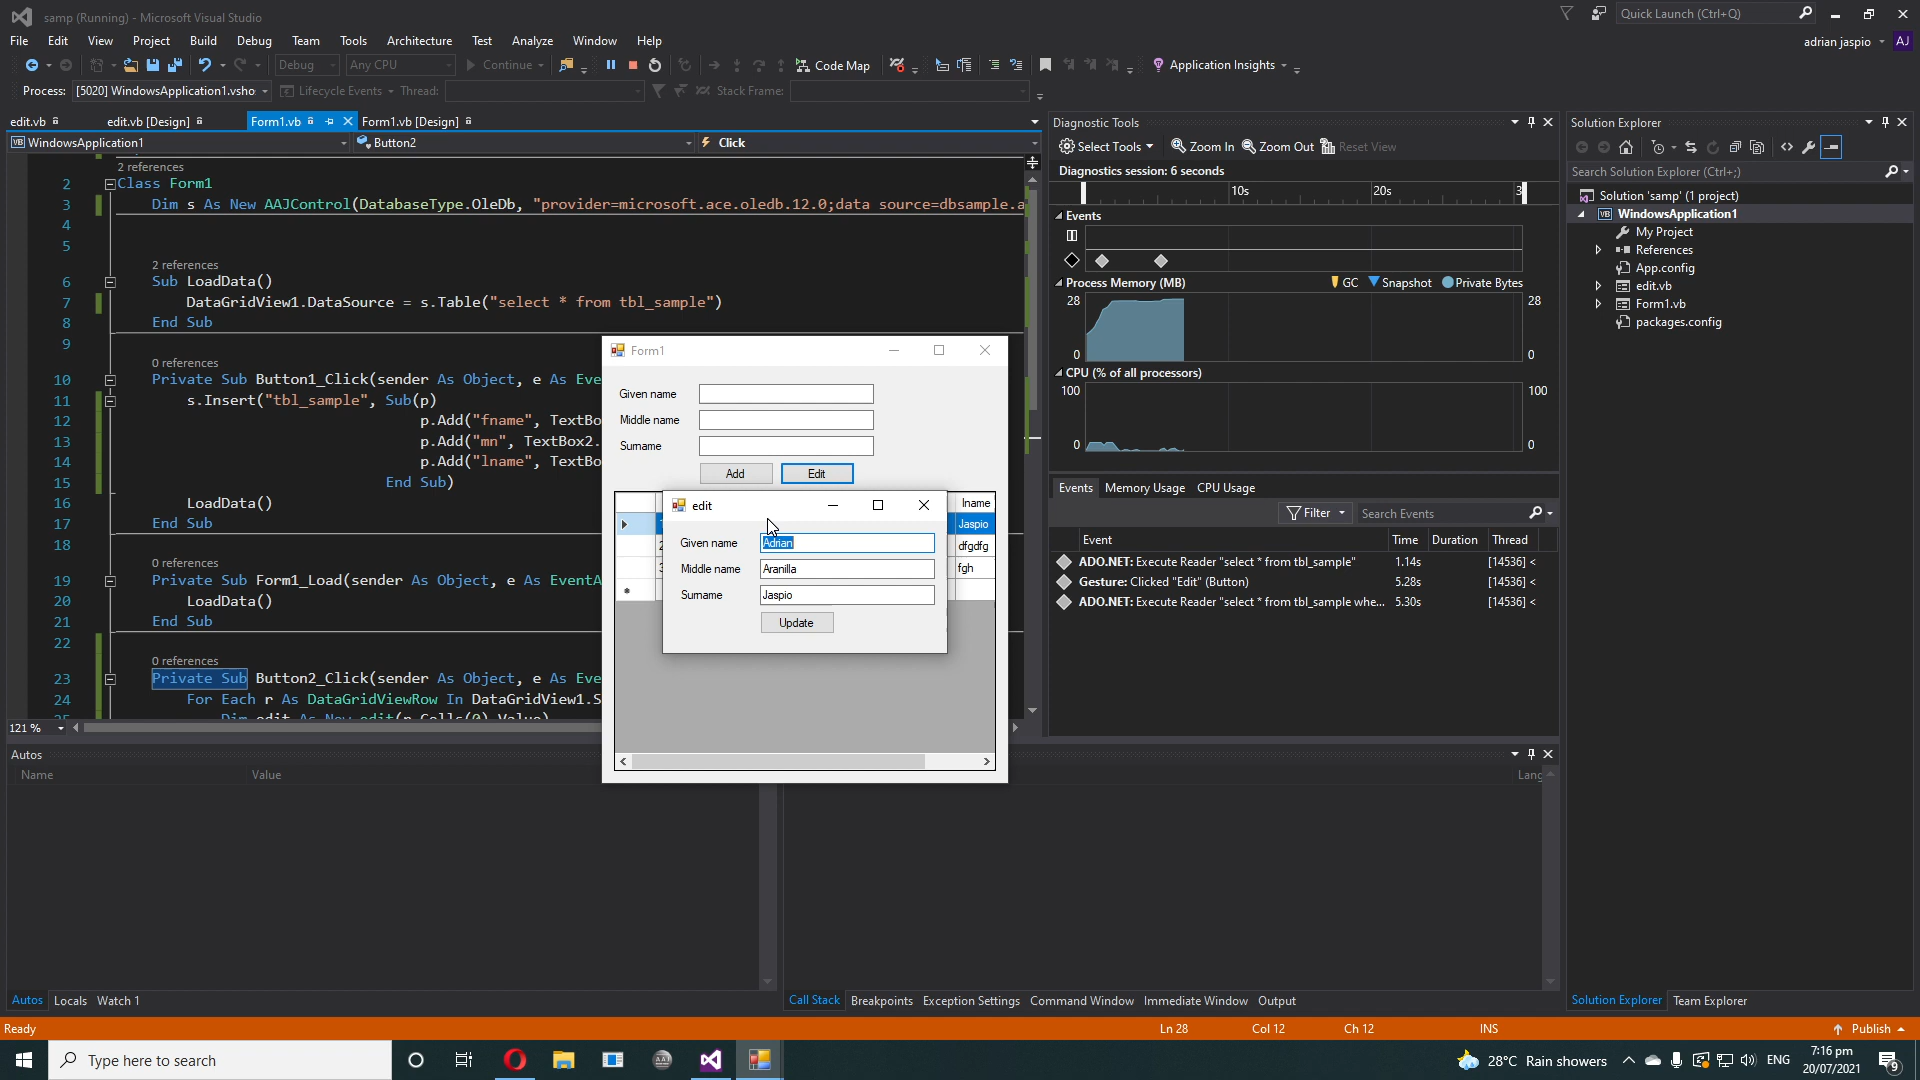 samp (Running) - Microsoft Visual Studio
Quick Launch (Ctrl+Q)
File Edit View Project Build Debug Team Tools Architecture Test Analyze Window Help
adrian jaspio AJ
Debug Any CPU Continue Code Map Application Insights
Process: [5020] WindowsApplication1.vsho Lifecycle Events Thread: Stack Frame:
edit.vb edit.vb [Design] Form1.vb Form1.vb [Design]
VB WindowsApplication1 Button2 Click
2 references
2 Class Form1
3 Dim s As New AAJControl(DatabaseType.OleDb, "provider=microsoft.ace.oledb.12.0;data source=dbsample.a
4
5
2 references
6 Sub LoadData()
7 DataGridView1.DataSource = s.Table("select * from tbl_sample")
8 End Sub
9
0 references
10 Private Sub Button1_Click(sender As Object, e As Eve
11 s.Insert("tbl_sample", Sub(p)
12 p.Add("fname", TextBo
13 p.Add("mn", TextBox2.
14 p.Add("lname", TextBo
15 End Sub)
16 LoadData()
17 End Sub
18
0 references
19 Private Sub Form1_Load(sender As Object, e As EventA
20 LoadData()
21 End Sub
22
0 references
23 Private Sub Button2_Click(sender As Object, e As Eve
24 For Each r As DataGridViewRow In DataGridView1.S
25 Dim edit As New edit(r.Cells(0).Value)
121 %
Form1
Given name
Middle name
Surname
Add Edit
lname
Jaspio
dfgdfg
fgh
edit
Given name Adrian
Middle name Aranilla
Surname Jaspio
Update
Diagnostic Tools
Select Tools Zoom In Zoom Out Reset View
Diagnostics session: 6 seconds
10s 20s 3
Events
Process Memory (MB) GC Snapshot Private Bytes
28 28
0 0
CPU (% of all processors)
100 100
0 0
Events Memory Usage CPU Usage
Filter Search Events
Event Time Duration Thread
ADO.NET: Execute Reader "select * from tbl_sample" 1.14s [14536] <
Gesture: Clicked "Edit" (Button) 5.28s [14536] <
ADO.NET: Execute Reader "select * from tbl_sample whe... 5.30s [14536] <
Solution Explorer
Search Solution Explorer (Ctrl+;)
Solution 'samp' (1 project)
VB WindowsApplication1
My Project
References
App.config
edit.vb
Form1.vb
packages.config
Autos
Name Value
Lang
Autos Locals Watch 1
Call Stack Breakpoints Exception Settings Command Window Immediate Window Output
Solution Explorer Team Explorer
Ready Ln 28 Col 12 Ch 12 INS Publish
Type here to search
28°C Rain showers ENG
7:16 pm
20/07/2021
9